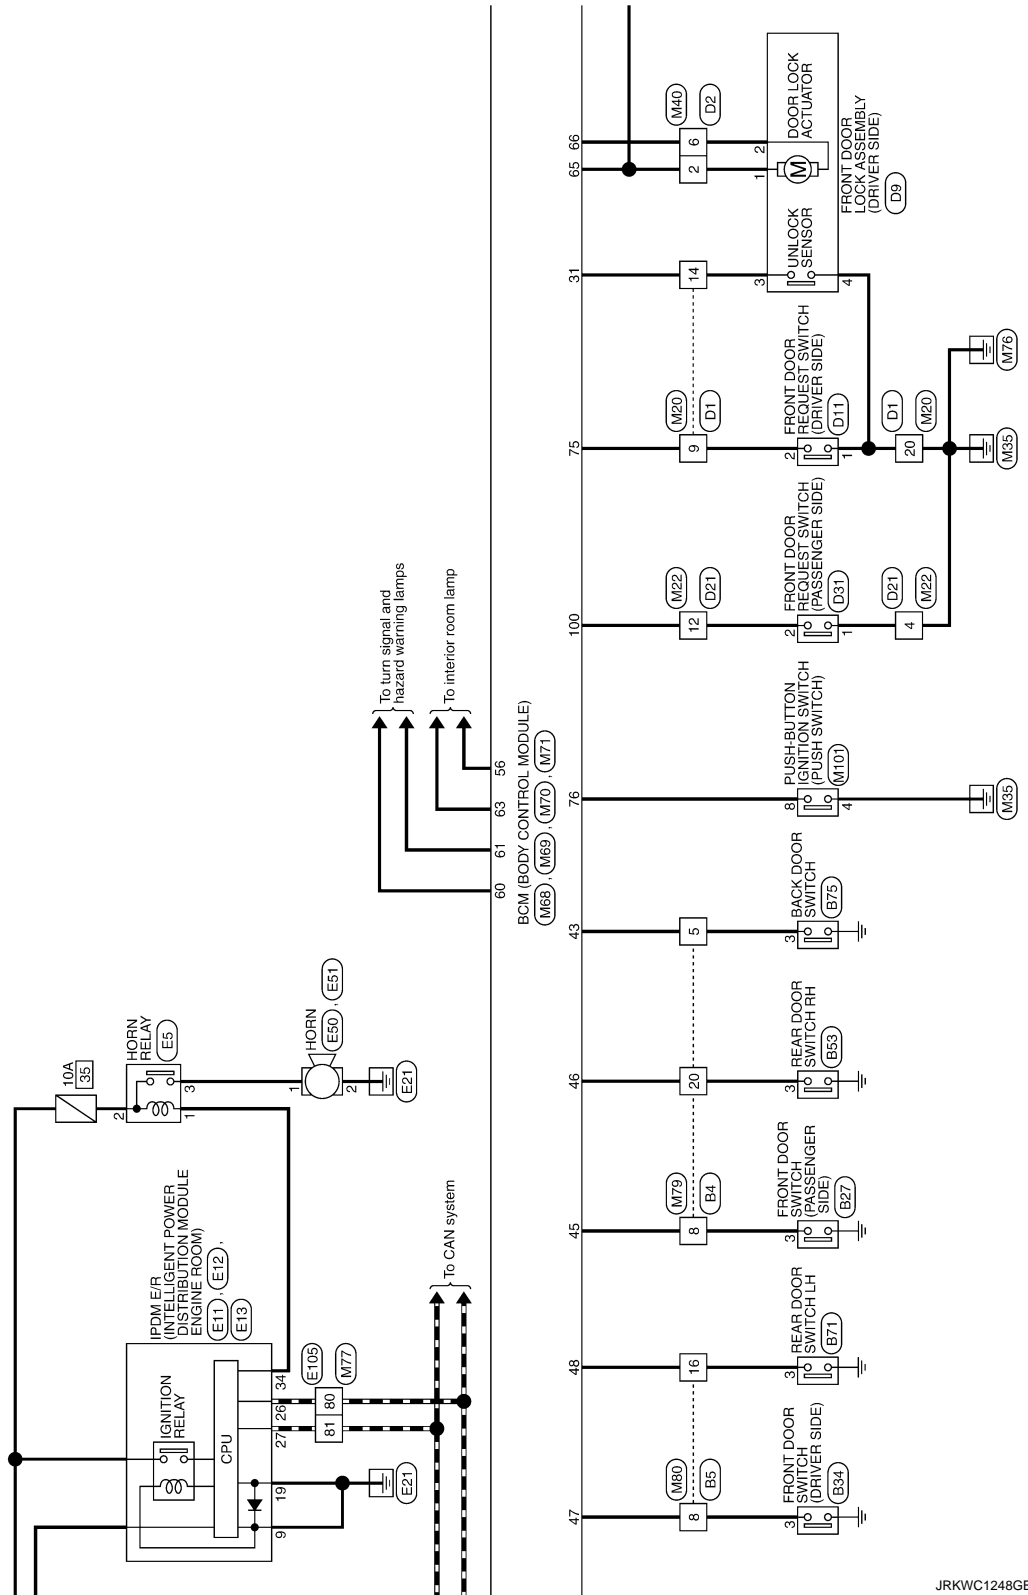 10A
35
HORN
RELAY
E5
2
3
1
HORN
E50 , E51
1
2
E21
IPDM E/R
(INTELLIGENT POWER
DISTRIBUTION MODULE
ENGINE ROOM)
E11 , E12 ,
E13
IGNITION
RELAY
CPU
9
19
27
26
34
81
80
E105
M77
E21
To CAN system
To turn signal and
hazard warning lamps
To interior room lamp
60
61
63
56
BCM (BODY CONTROL MODULE)
M68 , M69 , M70 , M71
47
48
45
46
43
76
100
75
31
65
66
M80
8
B5
16
M79
8
B4
20
5
M22
12
D21
M20
9
D1
14
M40
2
6
D2
3
FRONT DOOR
SWITCH
(DRIVER SIDE)
B34
3
REAR DOOR
SWITCH LH
B71
3
FRONT DOOR
SWITCH
(PASSENGER
SIDE)
B27
3
REAR DOOR
SWITCH RH
B53
3
BACK DOOR
SWITCH
B75
8
4
PUSH-BUTTON
IGNITION SWITCH
(PUSH SWITCH)
M101
M35
2
1
FRONT DOOR
REQUEST SWITCH
(PASSENGER SIDE)
D31
D21
4
M22
2
1
FRONT DOOR
REQUEST SWITCH
(DRIVER SIDE)
D11
D1
20
M20
M35
M76
3
4
UNLOCK
SENSOR
1
2
M
DOOR LOCK
ACTUATOR
FRONT DOOR
LOCK ASSEMBLY
(DRIVER SIDE)
D9